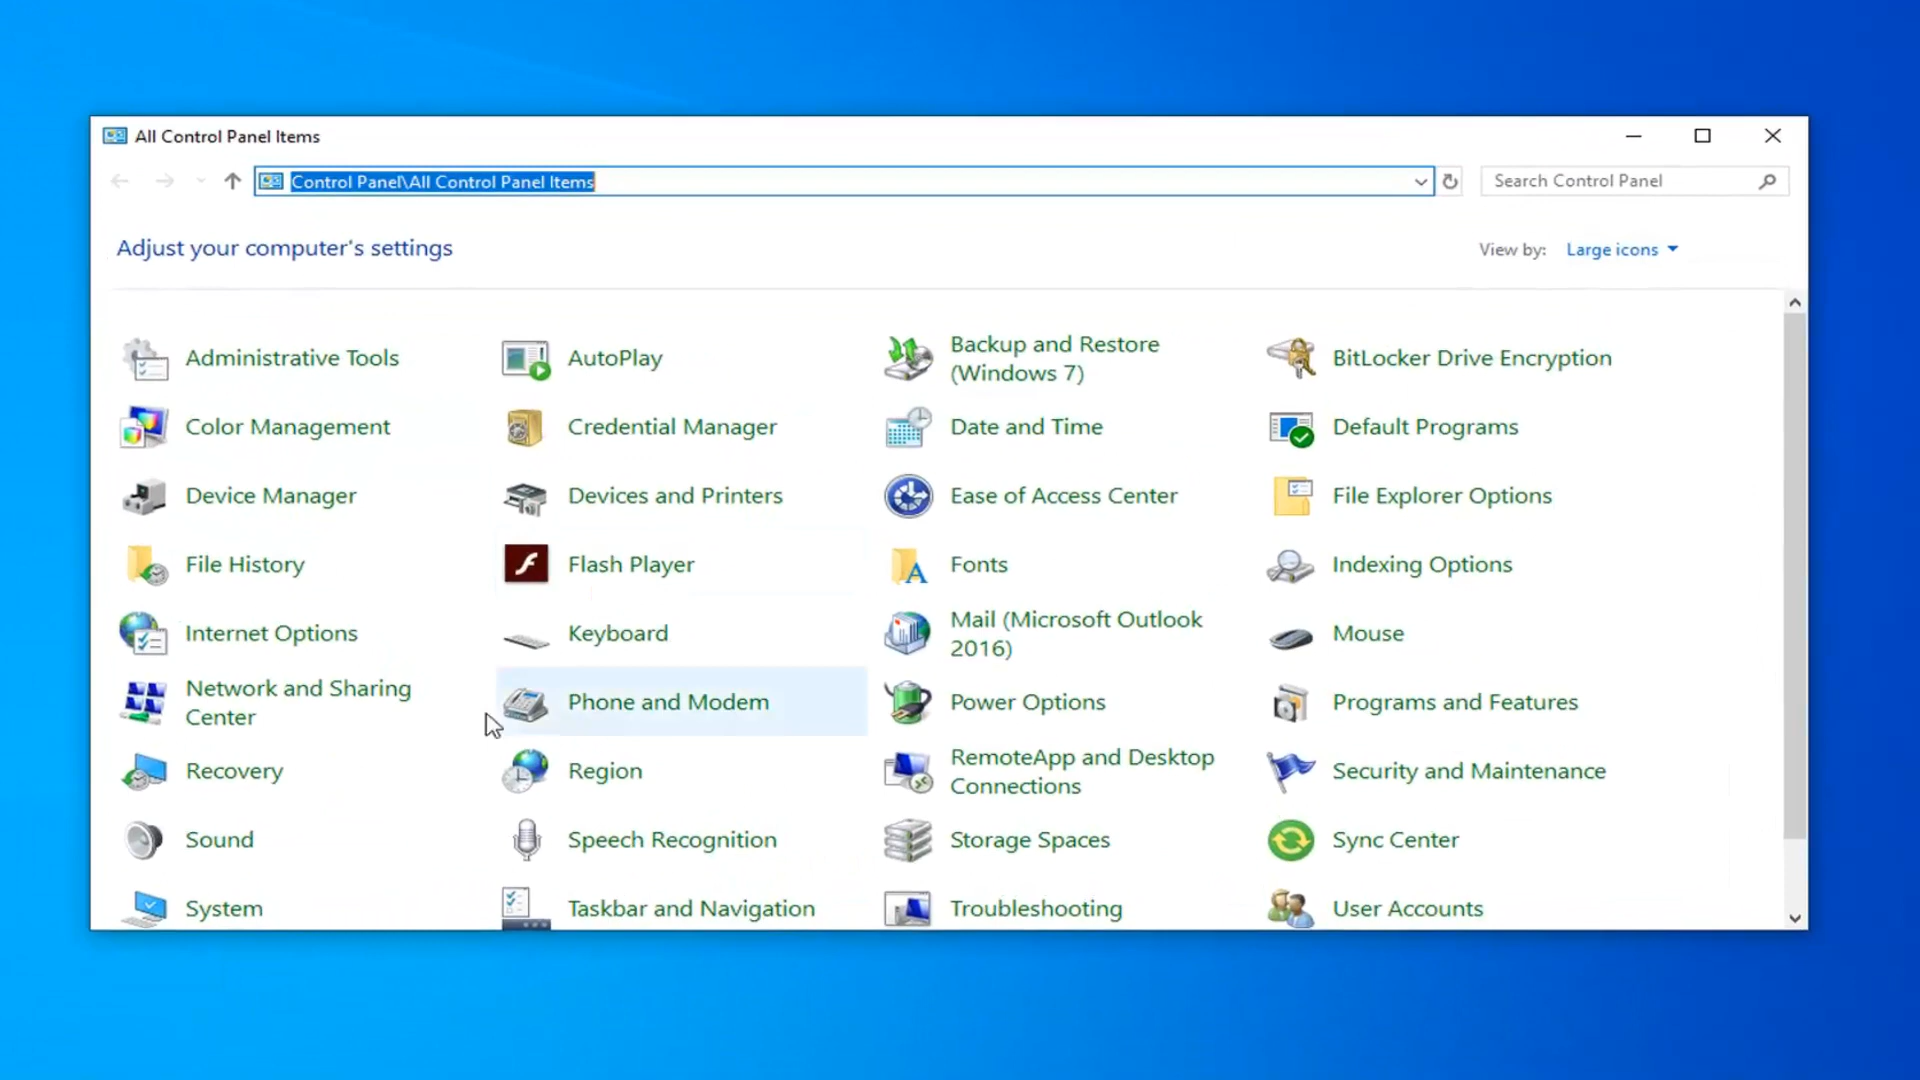 All Control Panel Items
Control Panel\All Control Panel Items
Search Control Panel
Adjust your computer's settings
View by: Large icons
Administrative Tools
AutoPlay
Backup and Restore
(Windows 7)
BitLocker Drive Encryption
Color Management
Credential Manager
Date and Time
Default Programs
Device Manager
Devices and Printers
Ease of Access Center
File Explorer Options
File History
Flash Player
Fonts
Indexing Options
Internet Options
Keyboard
Mail (Microsoft Outlook
2016)
Mouse
Network and Sharing
Center
Phone and Modem
Power Options
Programs and Features
Recovery
Region
RemoteApp and Desktop
Connections
Security and Maintenance
Sound
Speech Recognition
Storage Spaces
Sync Center
System
Taskbar and Navigation
Troubleshooting
User Accounts